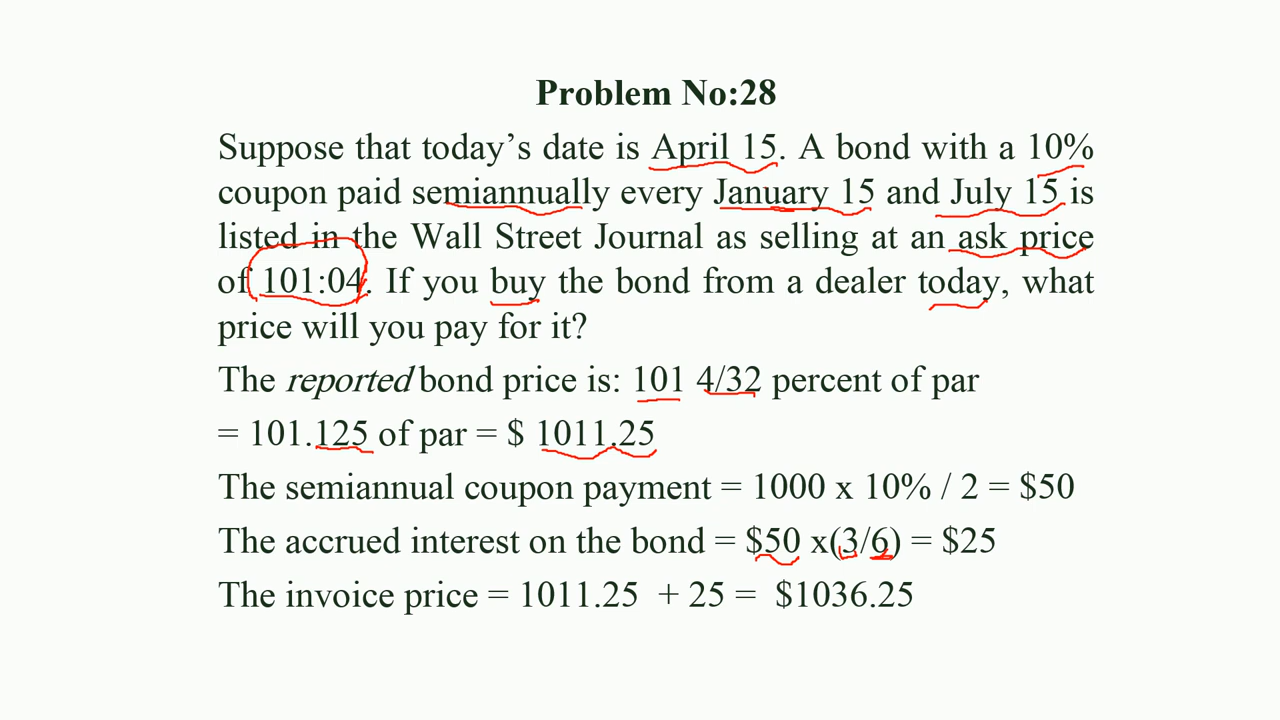 Problem No:28
Suppose that today’s date is April 15. A bond with a 10%
coupon paid semiannually every January 15 and July 15 is
listed in the Wall Street Journal as selling at an ask price
of 101:04. If you buy the bond from a dealer today, what
price will you pay for it?
The reported bond price is: 101 4/32 percent of par
= 101.125 of par = $ 1011.25
The semiannual coupon payment = 1000 x 10% / 2 = $50
The accrued interest on the bond = $50 x(3/6) = $25
The invoice price = 1011.25 + 25 = $1036.25